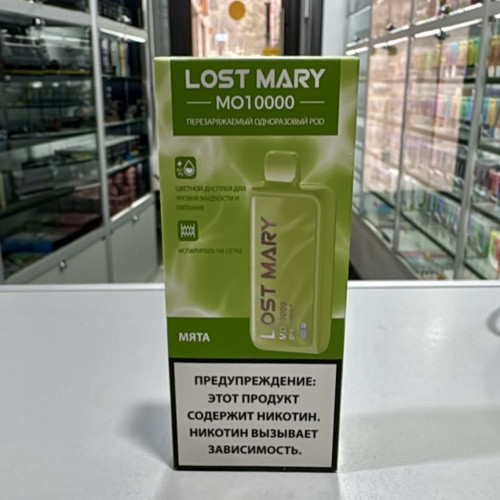 LOST MARY
MO10000
ПЕРЕЗАРЯЖАЕМЫЙ ОДНОРАЗОВЫЙ POD
ЦВЕТНОЙ ДИСПЛЕЙ ДЛЯ
УРОВНЯ ЖИДКОСТИ И
ПИТАНИЯ
ИСПАРИТЕЛЬ НА СЕТКЕ
LOST MARY
MO10000
МЯТА
ПРЕДУПРЕЖДЕНИЕ:
ЭТОТ ПРОДУКТ
СОДЕРЖИТ НИКОТИН.
НИКОТИН ВЫЗЫВАЕТ
ЗАВИСИМОСТЬ.